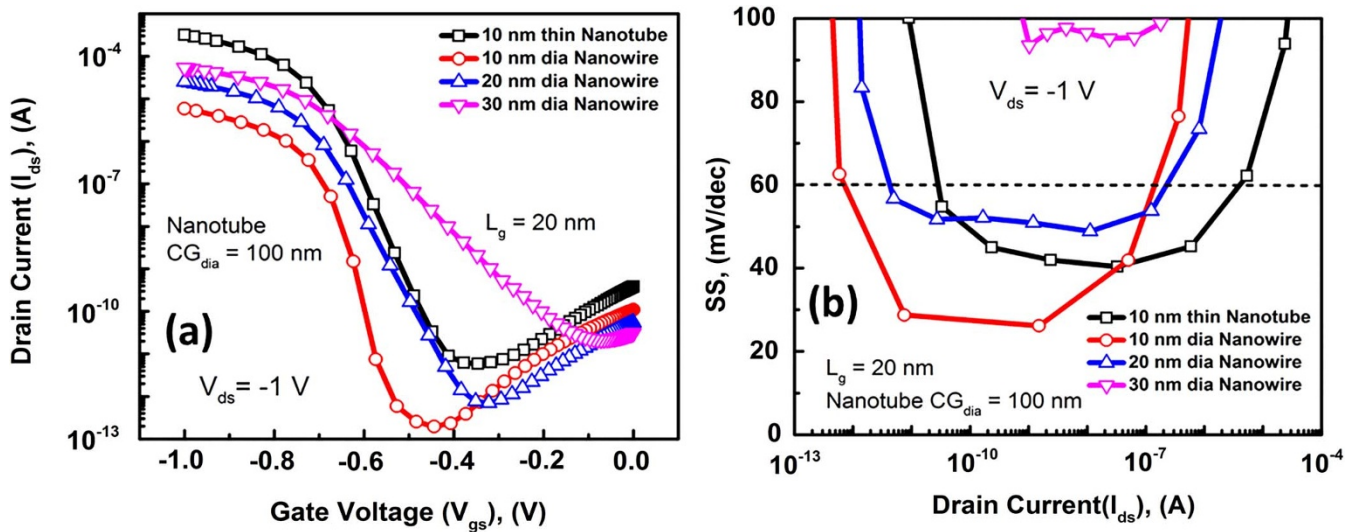 10⁻⁴
10⁻⁷
10⁻¹⁰
10⁻¹³
Drain Current (I_ds), (A)
10 nm thin Nanotube
10 nm dia Nanowire
20 nm dia Nanowire
30 nm dia Nanowire
Nanotube
CG_dia = 100 nm
L_g = 20 nm
(a)
V_ds= -1 V
-1.0 -0.8 -0.6 -0.4 -0.2 0.0
Gate Voltage (V_gs), (V)
100
80
60
40
20
0
SS, (mV/dec)
V_ds= -1 V
(b)
10 nm thin Nanotube
10 nm dia Nanowire
20 nm dia Nanowire
30 nm dia Nanowire
L_g = 20 nm
Nanotube CG_dia = 100 nm
10⁻¹³ 10⁻¹⁰ 10⁻⁷ 10⁻⁴
Drain Current(I_ds), (A)